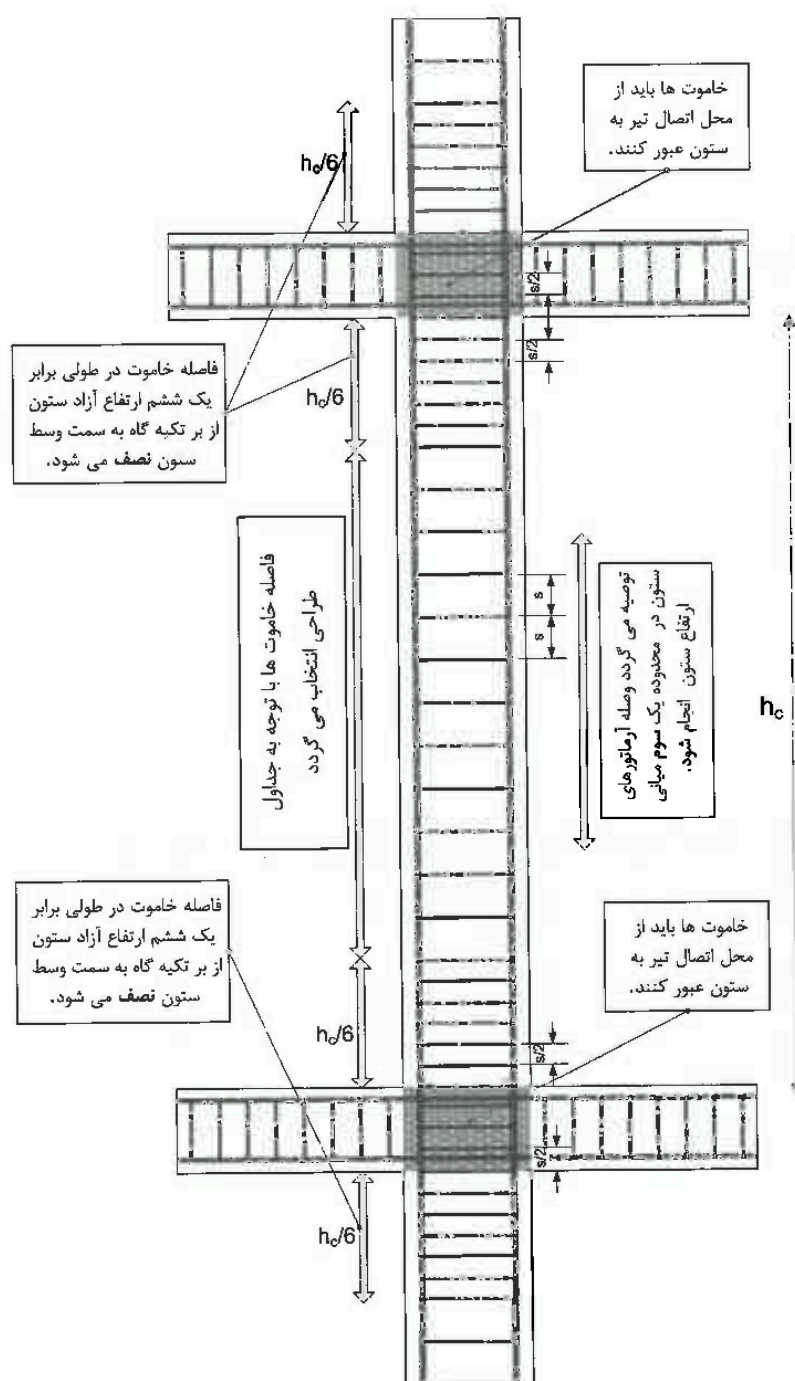 خاموت ها باید از
محل اتصال تیر به
ستون عبور کنند.
h_c/6
s/2
s/2
فاصله خاموت در طولی برابر
یک ششم ارتفاع آزاد ستون
از بر تکیه گاه به سمت وسط
ستون نصف می شود.
h_c/6
فاصله خاموت ها با توجه به جداول
طراحی انتخاب می گردد
s
s
توصیه می گردد وصله آرماتورهای
ستون در محدوده یک سوم میانی
ارتفاع ستون انجام شود.
h_c
فاصله خاموت در طولی برابر
یک ششم ارتفاع آزاد ستون
از بر تکیه گاه به سمت وسط
ستون نصف می شود.
خاموت ها باید از
محل اتصال تیر به
ستون عبور کنند.
h_c/6
s/2
s/2
h_c/6